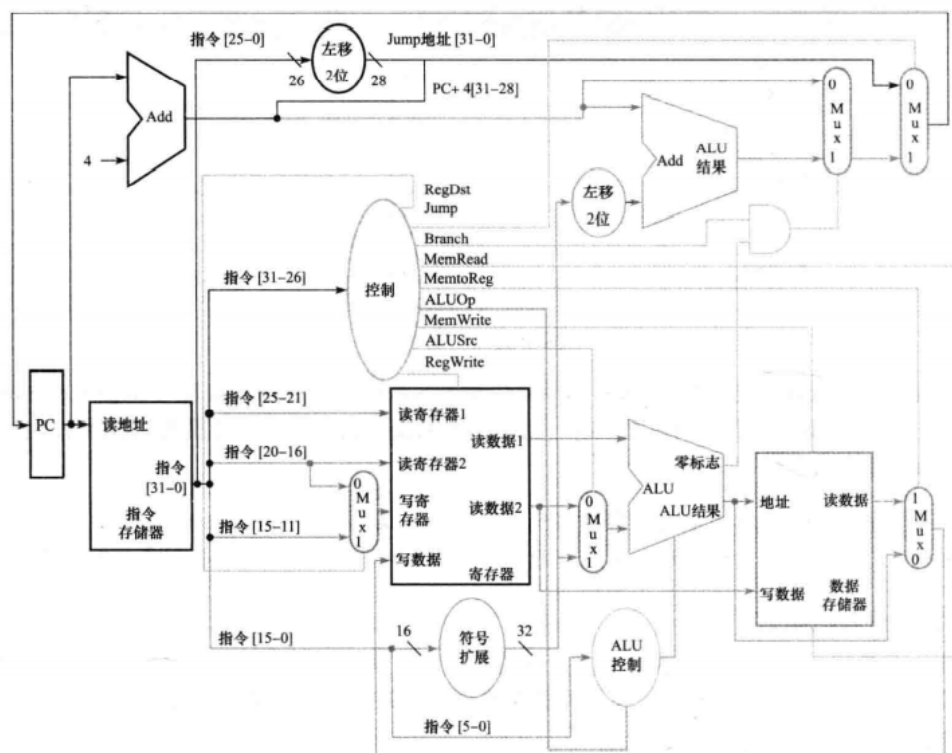 指令 [25–0]
左移
2位
26
28
Jump地址 [31–0]
PC+ 4[31–28]
Add
4
0
M
u
x
1
0
M
u
x
1
Add
ALU
结果
左移
2位
RegDst
Jump
Branch
MemRead
MemtoReg
ALUOp
MemWrite
ALUSrc
RegWrite
控制
指令 [31–26]
PC
读地址
指令
[31–0]
指令
存储器
指令 [25–21]
指令 [20–16]
指令 [15–11]
0
M
u
x
1
读寄存器1
读寄存器2
写寄
存器
写数据
读数据1
读数据2
寄存器
0
M
u
x
1
零标志
ALU
ALU结果
地址
读数据
写数据
数据
存储器
1
M
u
x
0
指令 [15–0]
16
符号
扩展
32
ALU
控制
指令 [5–0]